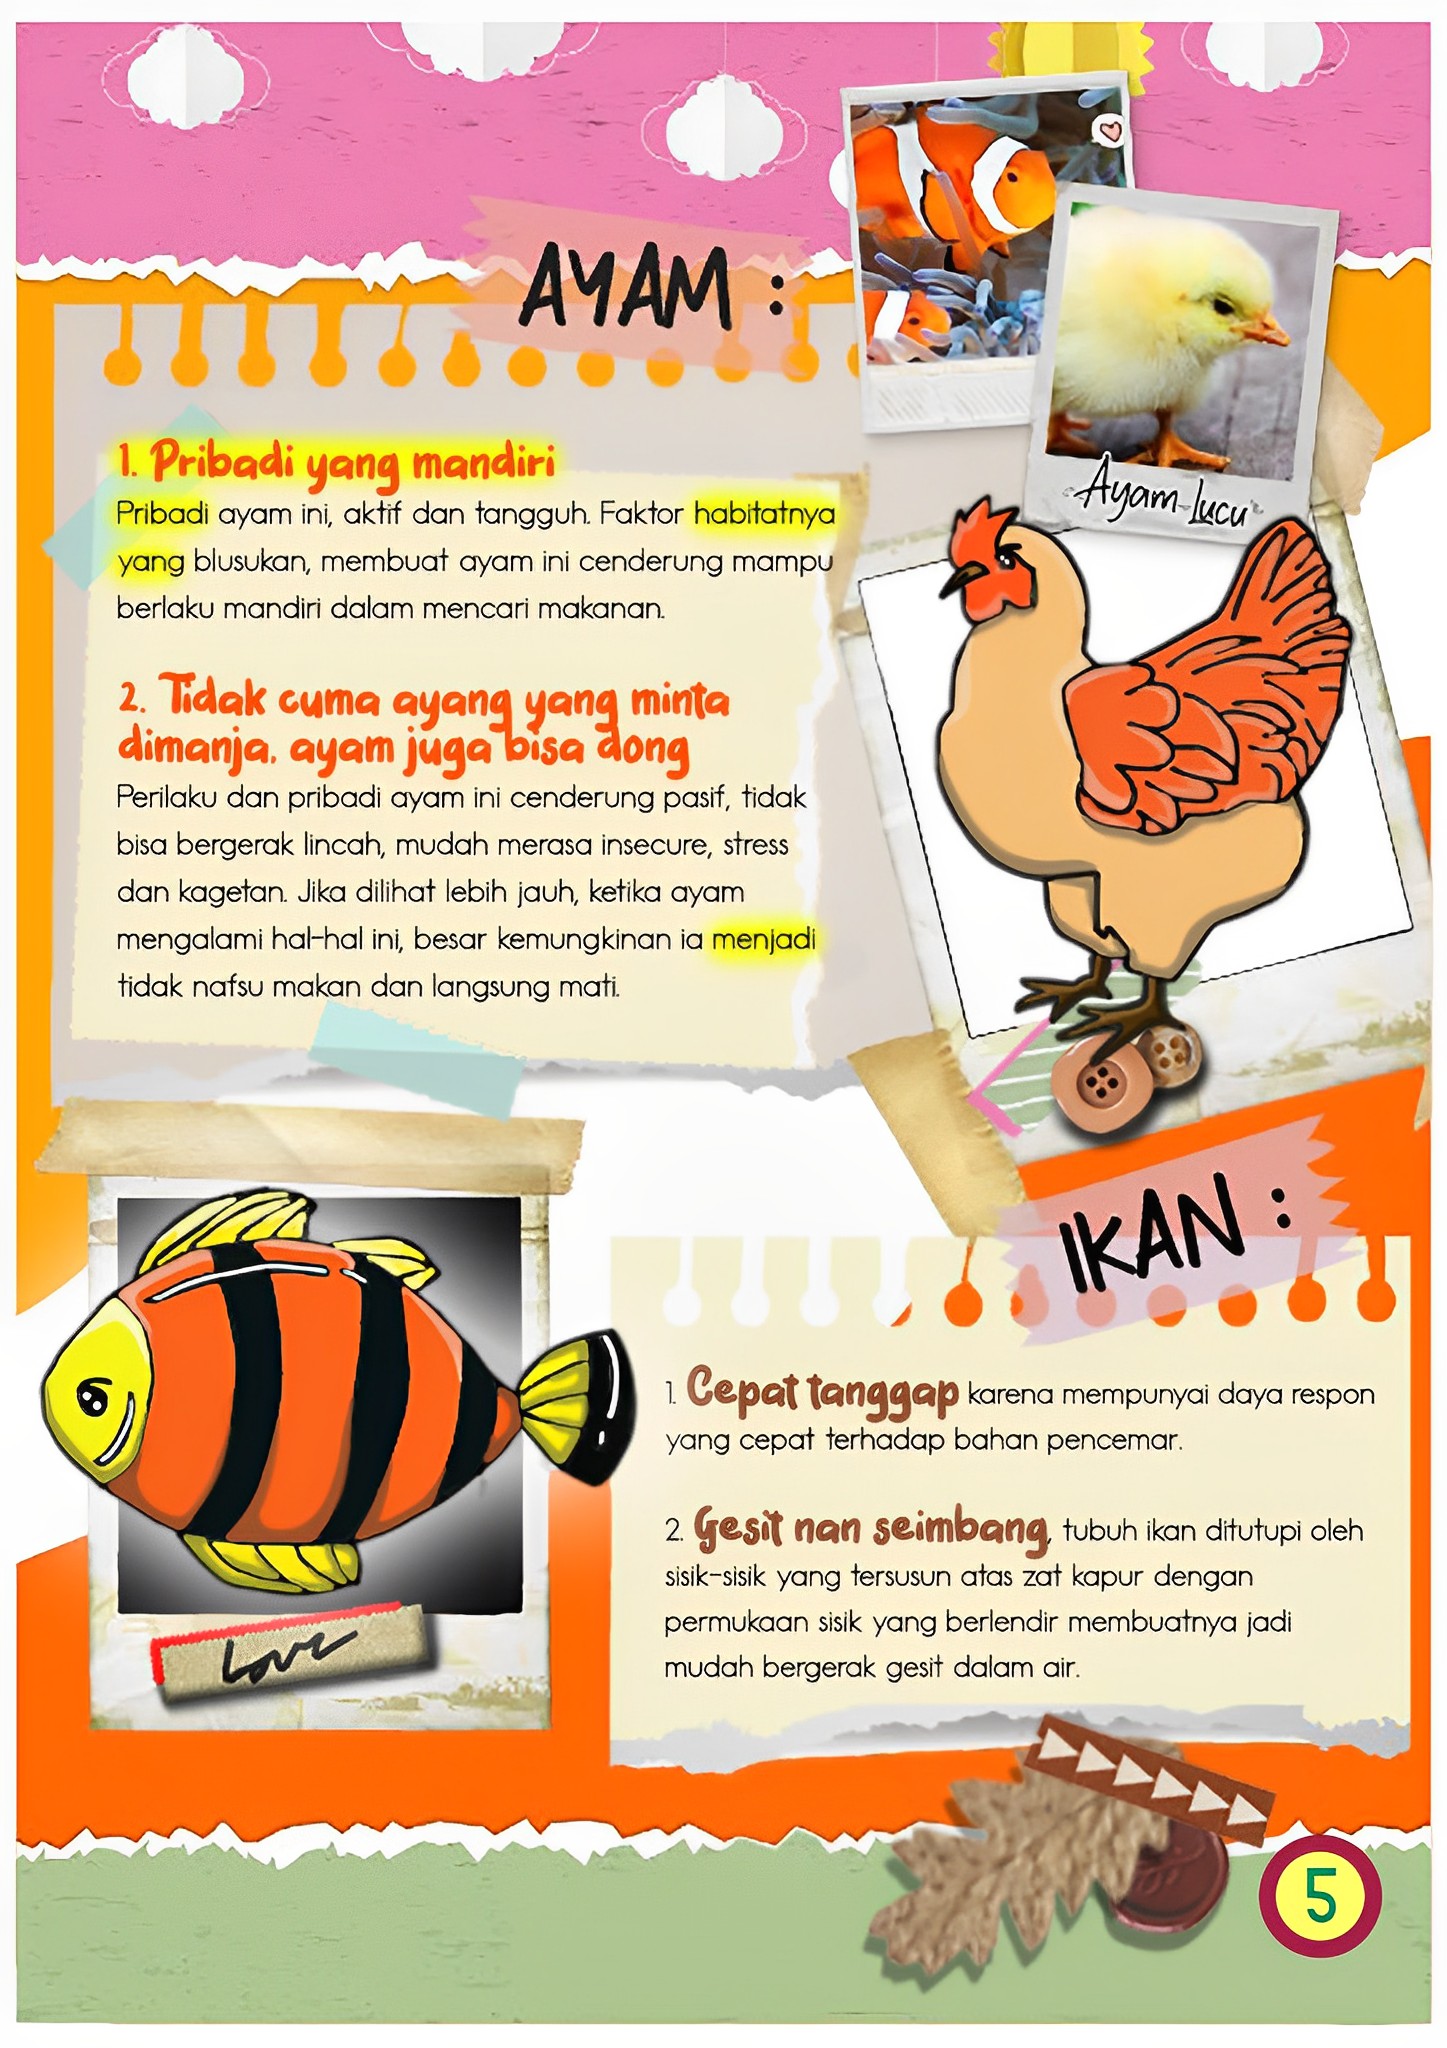 AYAM :
Ayam Lucu
1. Pribadi yang mandiri
Pribadi ayam ini, aktif dan tangguh. Faktor habitatnya
yang blusukan, membuat ayam ini cenderung mampu
berlaku mandiri dalam mencari makanan.
2. Tidak cuma ayang yang minta
dimanja, ayam juga bisa dong
Perilaku dan pribadi ayam ini cenderung pasif, tidak
bisa bergerak lincah, mudah merasa insecure, stress
dan kagetan. Jika dilihat lebih jauh, ketika ayam
mengalami hal-hal ini, besar kemungkinan ia menjadi
tidak nafsu makan dan langsung mati.
IKAN :
1. Cepat tanggap karena mempunyai daya respon
yang cepat terhadap bahan pencemar.
2. Gesit nan seimbang, tubuh ikan ditutupi oleh
sisik-sisik yang tersusun atas zat kapur dengan
permukaan sisik yang berlendir membuatnya jadi
mudah bergerak gesit dalam air.
Love
5